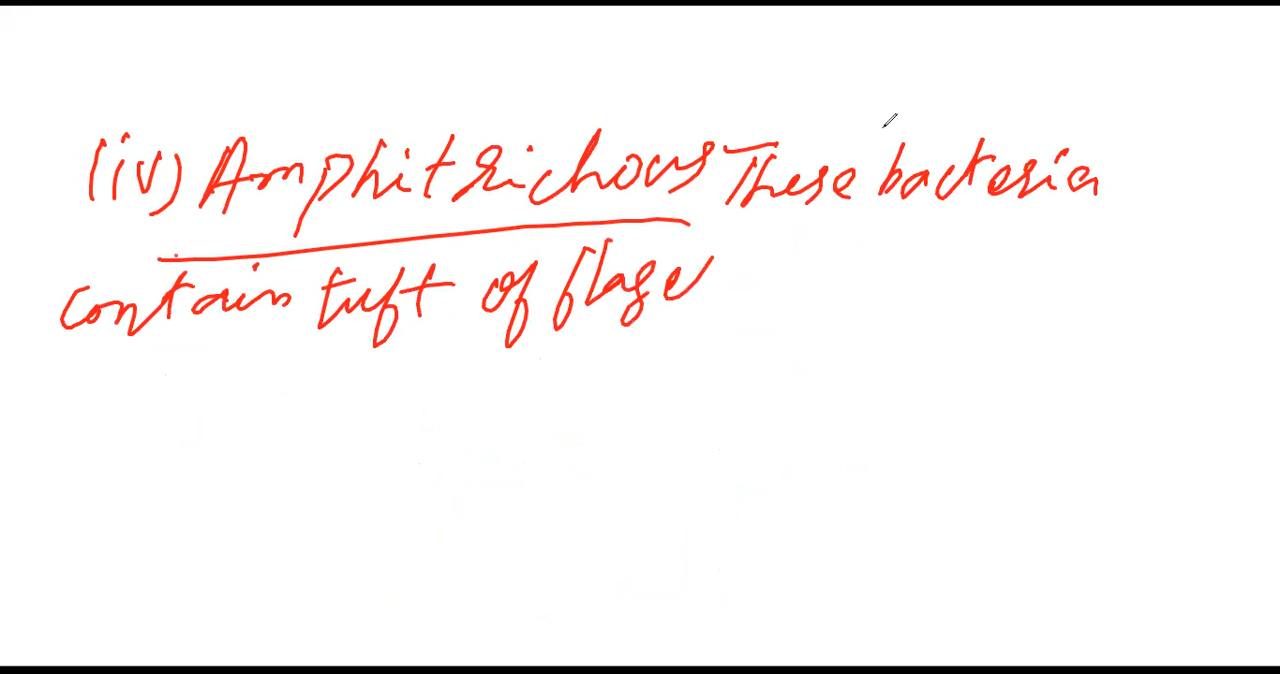 (iv) Amphitrichous These bacteria
contain tuft of flage